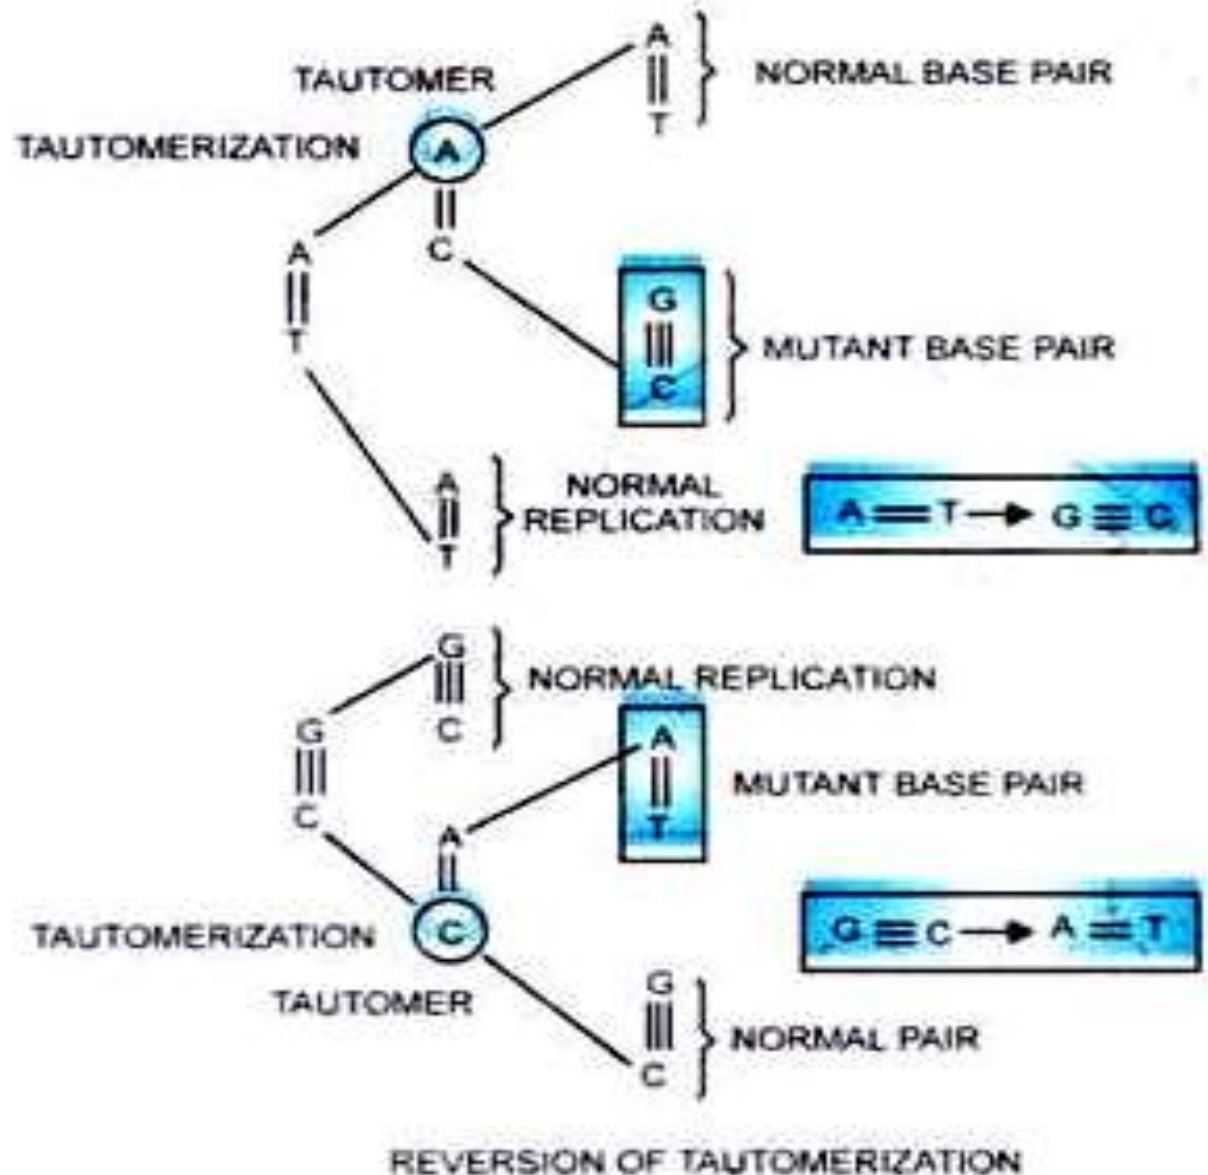 A
TAUTOMER
NORMAL BASE PAIR
T
TAUTOMERIZATION
A
A
C
G
T
MUTANT BASE PAIR
C
A
NORMAL
REPLICATION
A = T → G ≡ C
T
G
NORMAL REPLICATION
G
C
A
MUTANT BASE PAIR
C
A
T
G ≡ C → A = T
TAUTOMERIZATION
C
TAUTOMER
G
NORMAL PAIR
C
REVERSION OF TAUTOMERIZATION